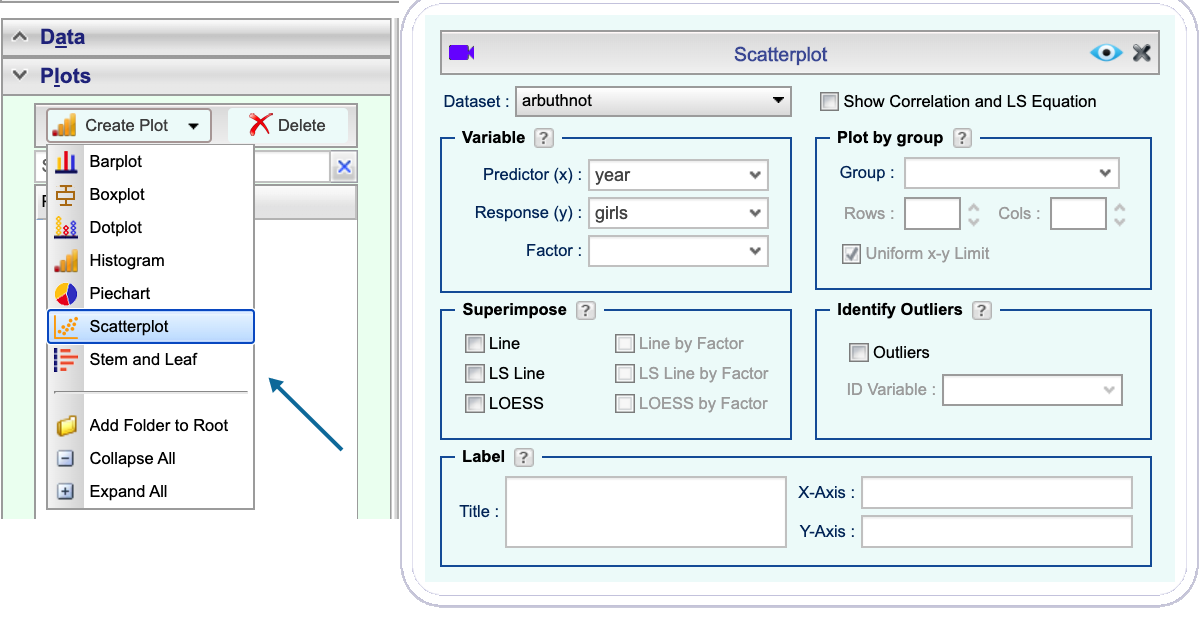 Data
Plots
Create Plot
Delete
Barplot
Boxplot
Dotplot
Histogram
Piechart
Scatterplot
Stem and Leaf
Add Folder to Root
Collapse All
Expand All
Scatterplot
Dataset : arbuthnot
Show Correlation and LS Equation
Variable ?
Predictor (x) : year
Response (y) : girls
Factor :
Plot by group ?
Group :
Rows : Cols :
Uniform x-y Limit
Superimpose ?
Line Line by Factor
LS Line LS Line by Factor
LOESS LOESS by Factor
Identify Outliers ?
Outliers
ID Variable :
Label ?
Title :
X-Axis :
Y-Axis :